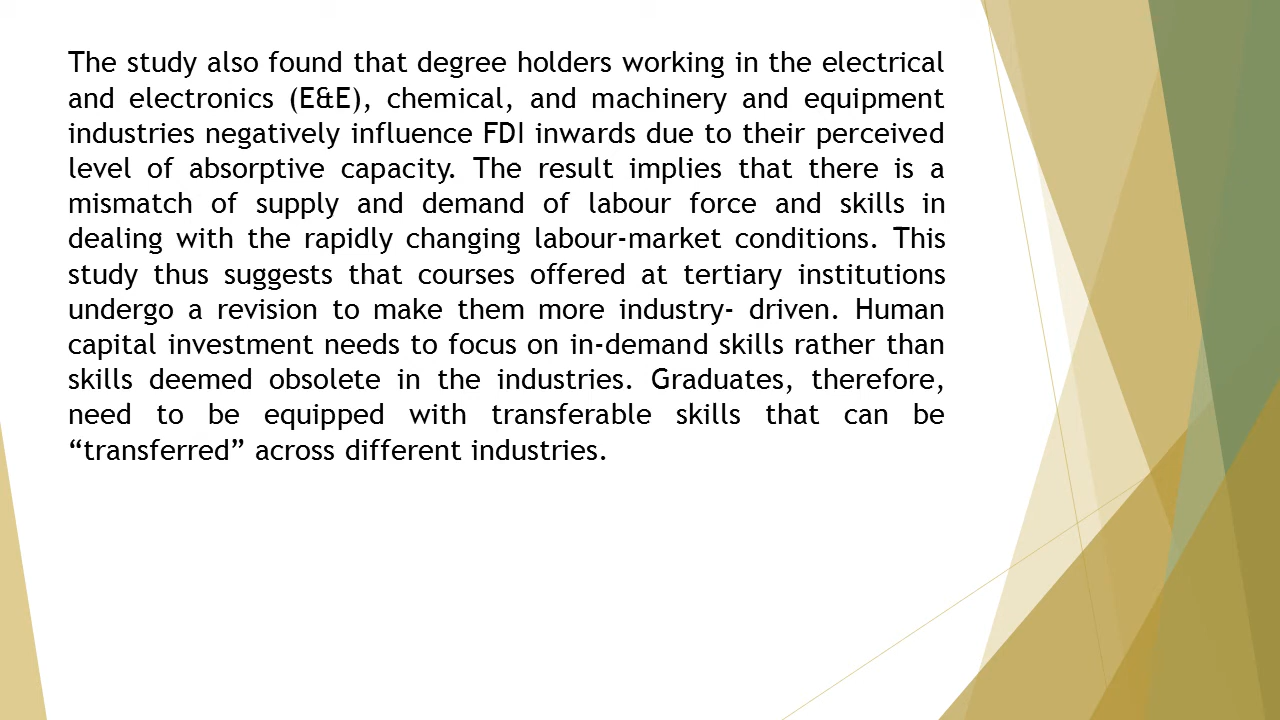 The study also found that degree holders working in the electrical
and electronics (E&E), chemical, and machinery and equipment
industries negatively influence FDI inwards due to their perceived
level of absorptive capacity. The result implies that there is a
mismatch of supply and demand of labour force and skills in
dealing with the rapidly changing labour-market conditions. This
study thus suggests that courses offered at tertiary institutions
undergo a revision to make them more industry- driven. Human
capital investment needs to focus on in-demand skills rather than
skills deemed obsolete in the industries. Graduates, therefore,
need to be equipped with transferable skills that can be
“transferred” across different industries.